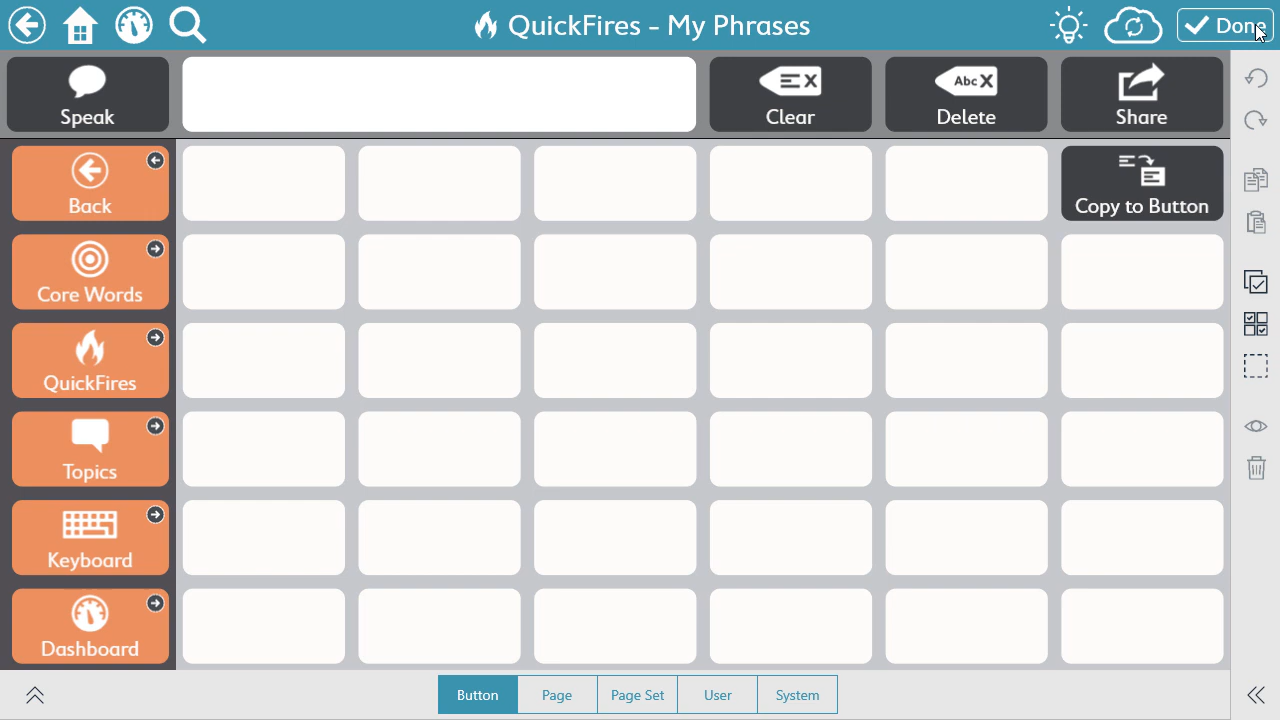 QuickFires - My Phrases
Done
Speak
Clear
Abc X
Delete
Share
Back
Copy to Button
Core Words
QuickFires
Topics
Keyboard
Dashboard
Button
Page
Page Set
User
System